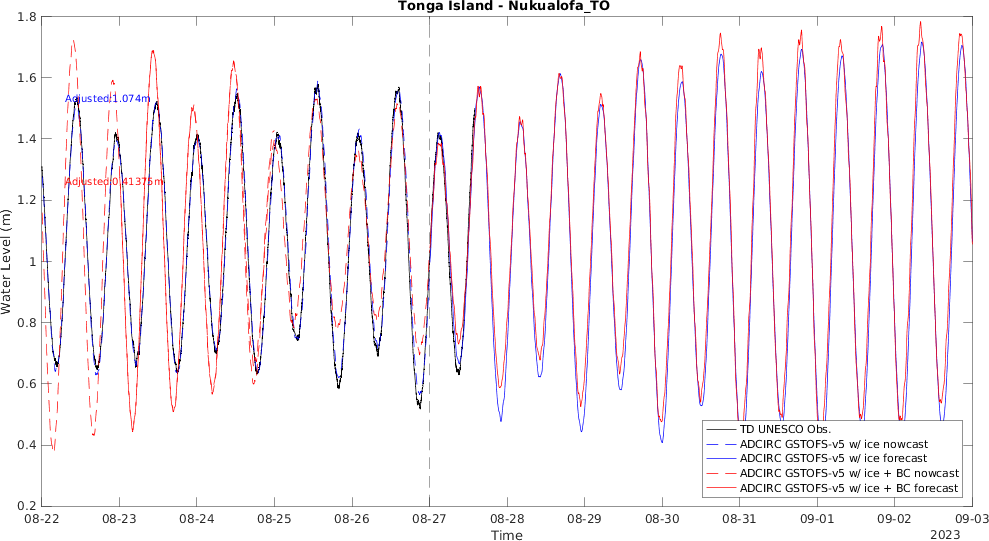 Tonga Island - Nukualofa_TO
1.8
1.6
1.4
1.2
1
0.8
0.6
0.4
0.2
Water Level (m)
Adjusted:1.074m
Adjusted:0.41375m
TD UNESCO Obs.
ADCIRC GSTOFS-v5 w/ ice nowcast
ADCIRC GSTOFS-v5 w/ ice forecast
ADCIRC GSTOFS-v5 w/ ice + BC nowcast
ADCIRC GSTOFS-v5 w/ ice + BC forecast
08-22 08-23 08-24 08-25 08-26 08-27 08-28 08-29 08-30 08-31 09-01 09-02 09-03
Time
2023